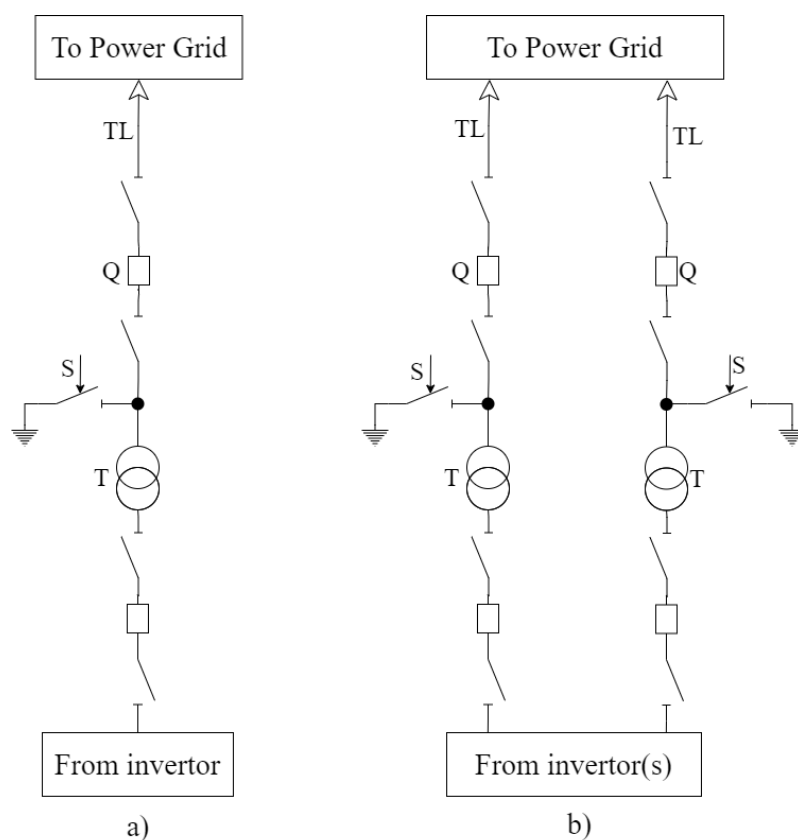 To Power Grid
To Power Grid
TL
TL
TL
Q
Q
Q
S
S
S
T
T
T
From invertor
From invertor(s)
a)
b)